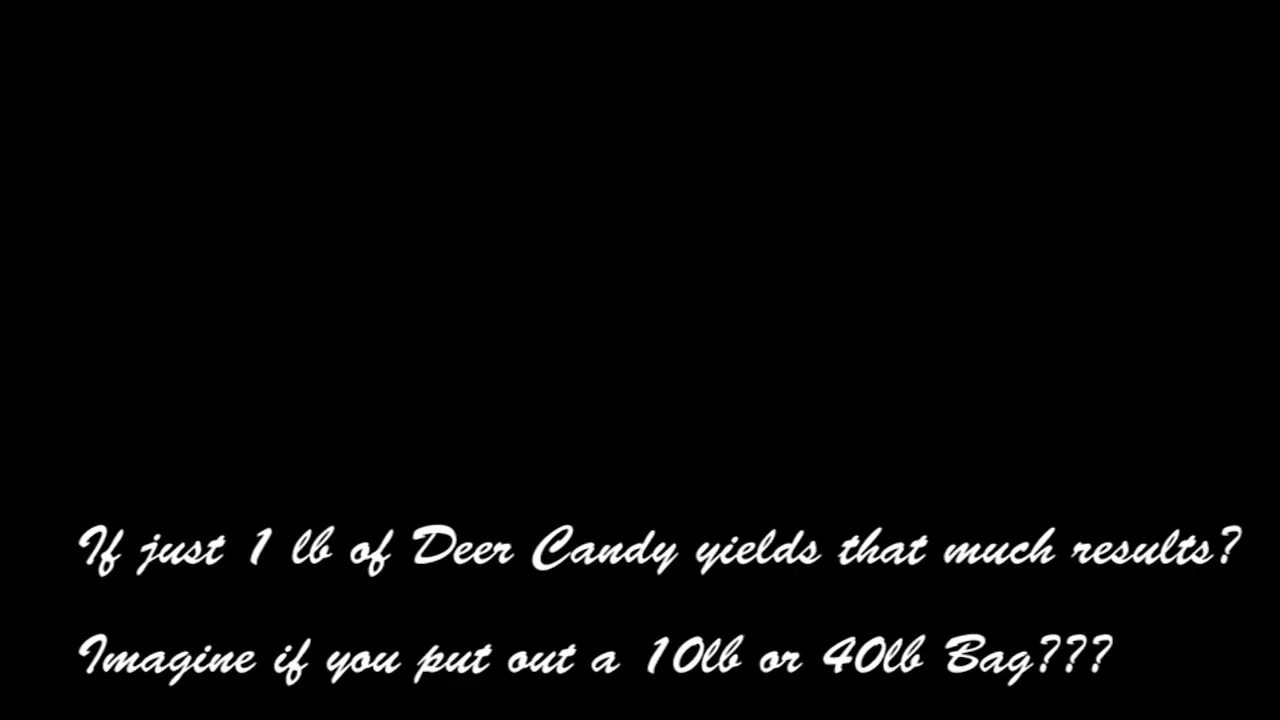 If just 1 lb of Deer Candy yields that much results?
Imagine if you put out a 10lb or 40lb Bag???